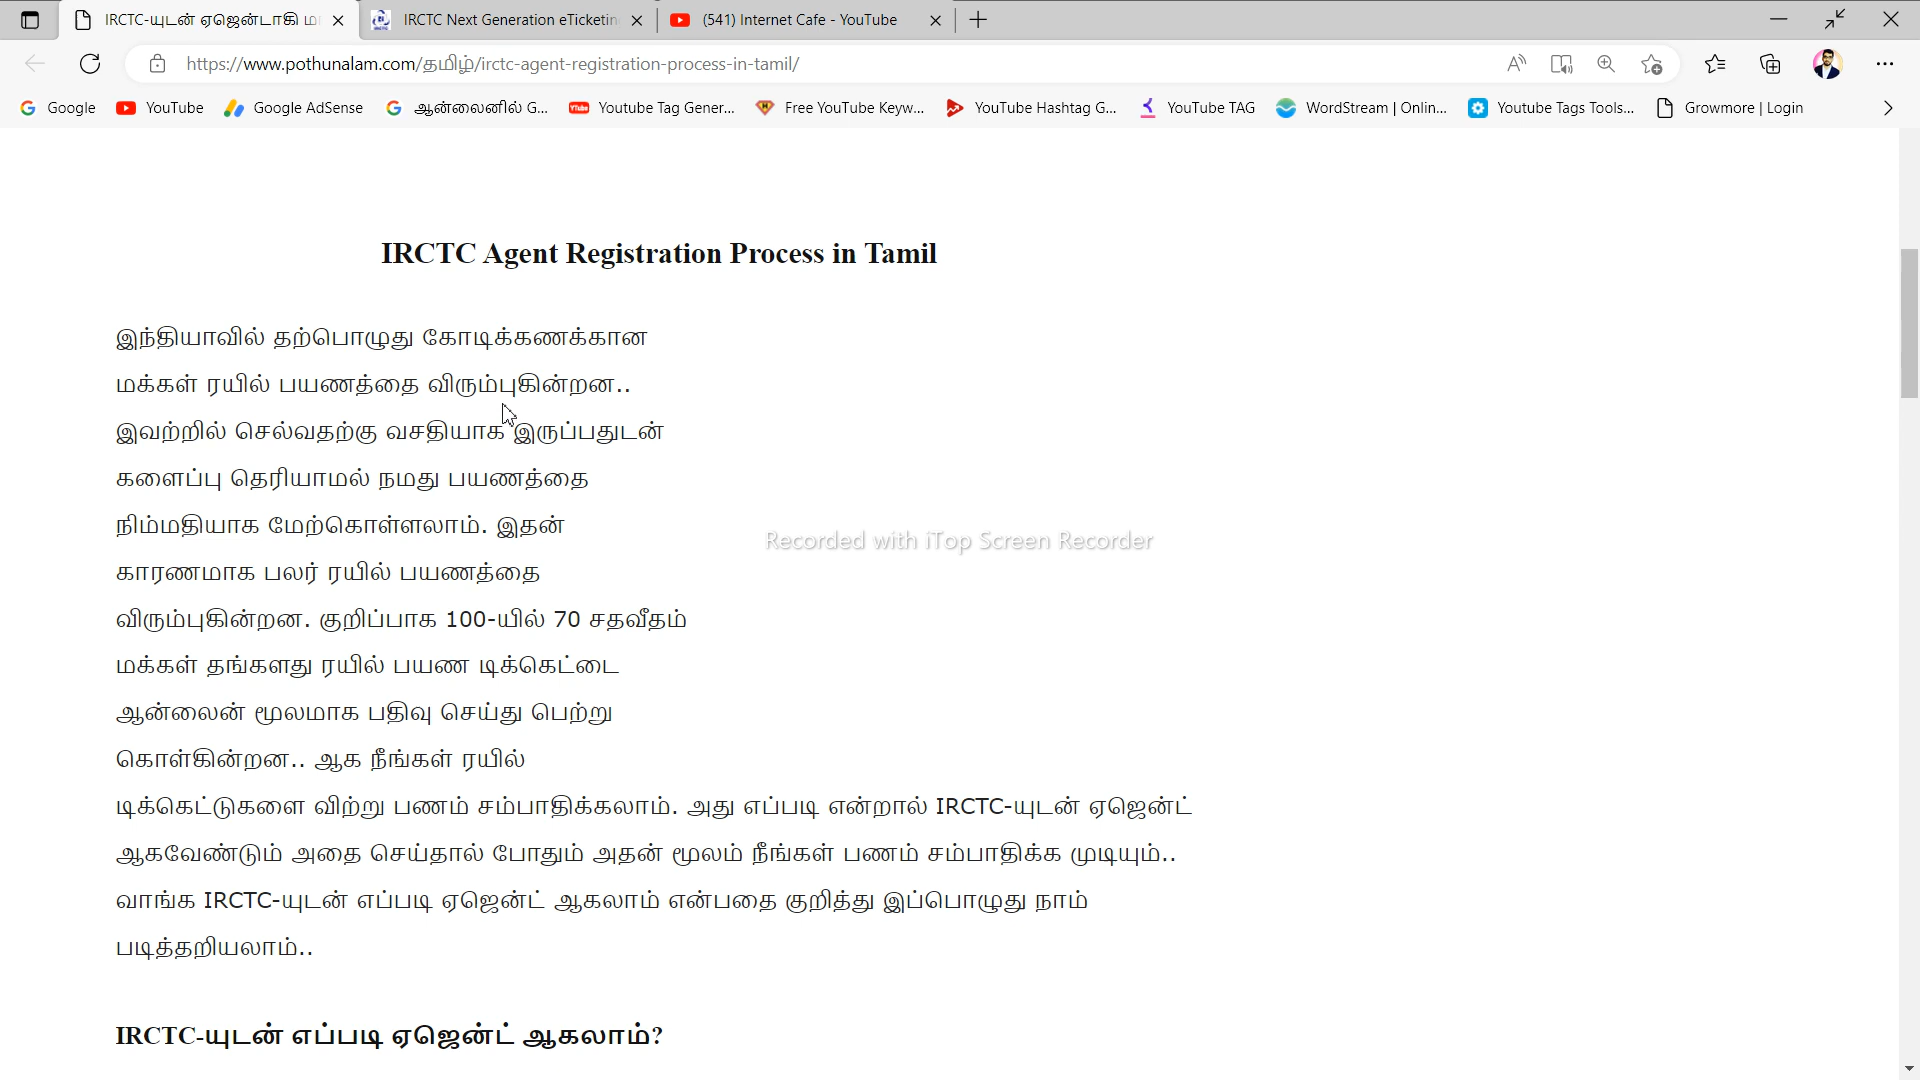 IRCTC-யுடன் ஏஜென்டாகி ம
IRCTC Next Generation eTicketin
(541) Internet Cafe - YouTube
https://www.pothunalam.com/தமிழ்/irctc-agent-registration-process-in-tamil/
Google
YouTube
Google AdSense
ஆன்லைனில் G...
Youtube Tag Gener...
Free YouTube Keyw...
YouTube Hashtag G...
YouTube TAG
WordStream | Onlin...
Youtube Tags Tools...
Growmore | Login
IRCTC Agent Registration Process in Tamil
இந்தியாவில் தற்பொழுது கோடிக்கணக்கான
மக்கள் ரயில் பயணத்தை விரும்புகின்றன..
இவற்றில் செல்வதற்கு வசதியாக இருப்பதுடன்
களைப்பு தெரியாமல் நமது பயணத்தை
நிம்மதியாக மேற்கொள்ளலாம். இதன்
Recorded with iTop Screen Recorder
காரணமாக பலர் ரயில் பயணத்தை
விரும்புகின்றன. குறிப்பாக 100-யில் 70 சதவீதம்
மக்கள் தங்களது ரயில் பயண டிக்கெட்டை
ஆன்லைன் மூலமாக பதிவு செய்து பெற்று
கொள்கின்றன.. ஆக நீங்கள் ரயில்
டிக்கெட்டுகளை விற்று பணம் சம்பாதிக்கலாம். அது எப்படி என்றால் IRCTC-யுடன் ஏஜென்ட்
ஆகவேண்டும் அதை செய்தால் போதும் அதன் மூலம் நீங்கள் பணம் சம்பாதிக்க முடியும்..
வாங்க IRCTC-யுடன் எப்படி ஏஜென்ட் ஆகலாம் என்பதை குறித்து இப்பொழுது நாம்
படித்தறியலாம்..
IRCTC-யுடன் எப்படி ஏஜென்ட் ஆகலாம்?